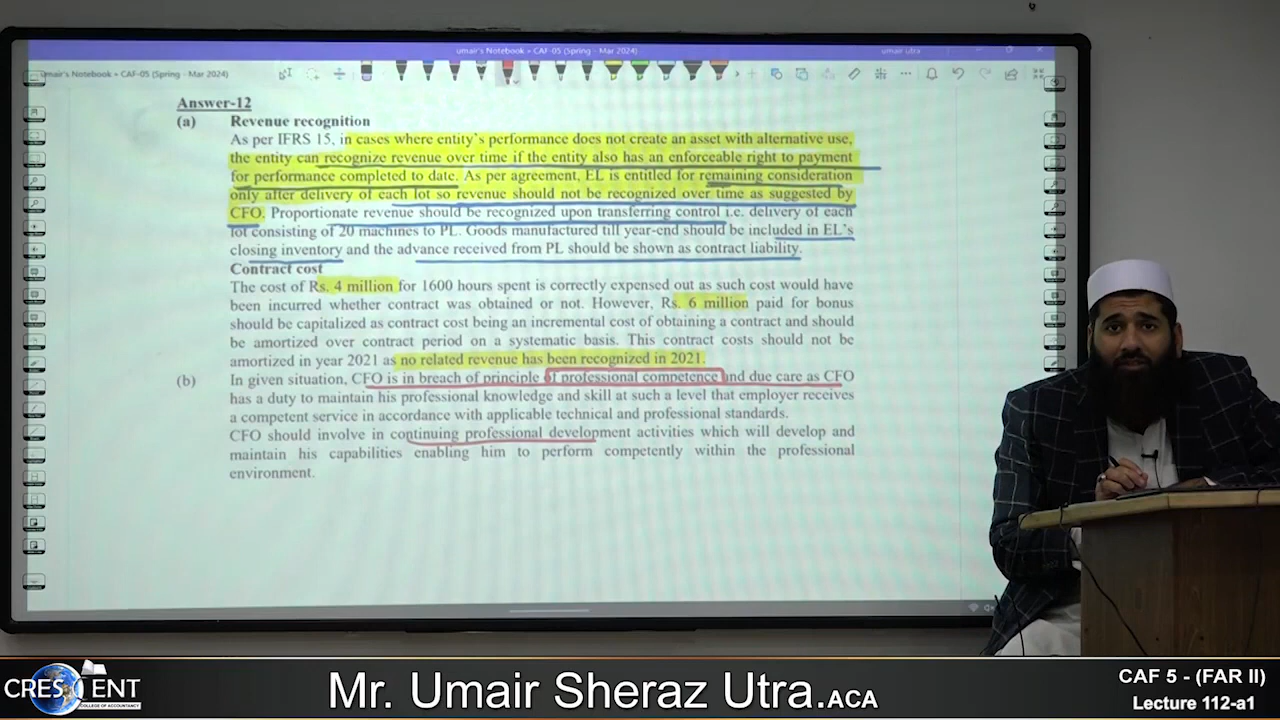 umair's Notebook » CAF-05 (Spring - Mar 2024)
umair utra
umair's Notebook » CAF-05 (Spring - Mar 2024)
Answer-12
(a) Revenue recognition
As per IFRS 15, in cases where entity's performance does not create an asset with alternative use,
the entity can recognize revenue over time if the entity also has an enforceable right to payment
for performance completed to date. As per agreement, EL is entitled for remaining consideration
only after delivery of each lot so revenue should not be recognized over time as suggested by
CFO. Proportionate revenue should be recognized upon transferring control i.e. delivery of each
lot consisting of 20 machines to PL. Goods manufactured till year-end should be included in EL's
closing inventory and the advance received from PL should be shown as contract liability.
Contract cost
The cost of Rs. 4 million for 1600 hours spent is correctly expensed out as such cost would have
been incurred whether contract was obtained or not. However, Rs. 6 million paid for bonus
should be capitalized as contract cost being an incremental cost of obtaining a contract and should
be amortized over contract period on a systematic basis. This contract costs should not be
amortized in year 2021 as no related revenue has been recognized in 2021.
(b) In given situation, CFO is in breach of principle of professional competence and due care as CFO
has a duty to maintain his professional knowledge and skill at such a level that employer receives
a competent service in accordance with applicable technical and professional standards.
CFO should involve in continuing professional development activities which will develop and
maintain his capabilities enabling him to perform competently within the professional
environment.
CRESCENT
COLLEGE OF ACCOUNTANCY
Mr. Umair Sheraz Utra.ACA
CAF 5 - (FAR II)
Lecture 112-a1